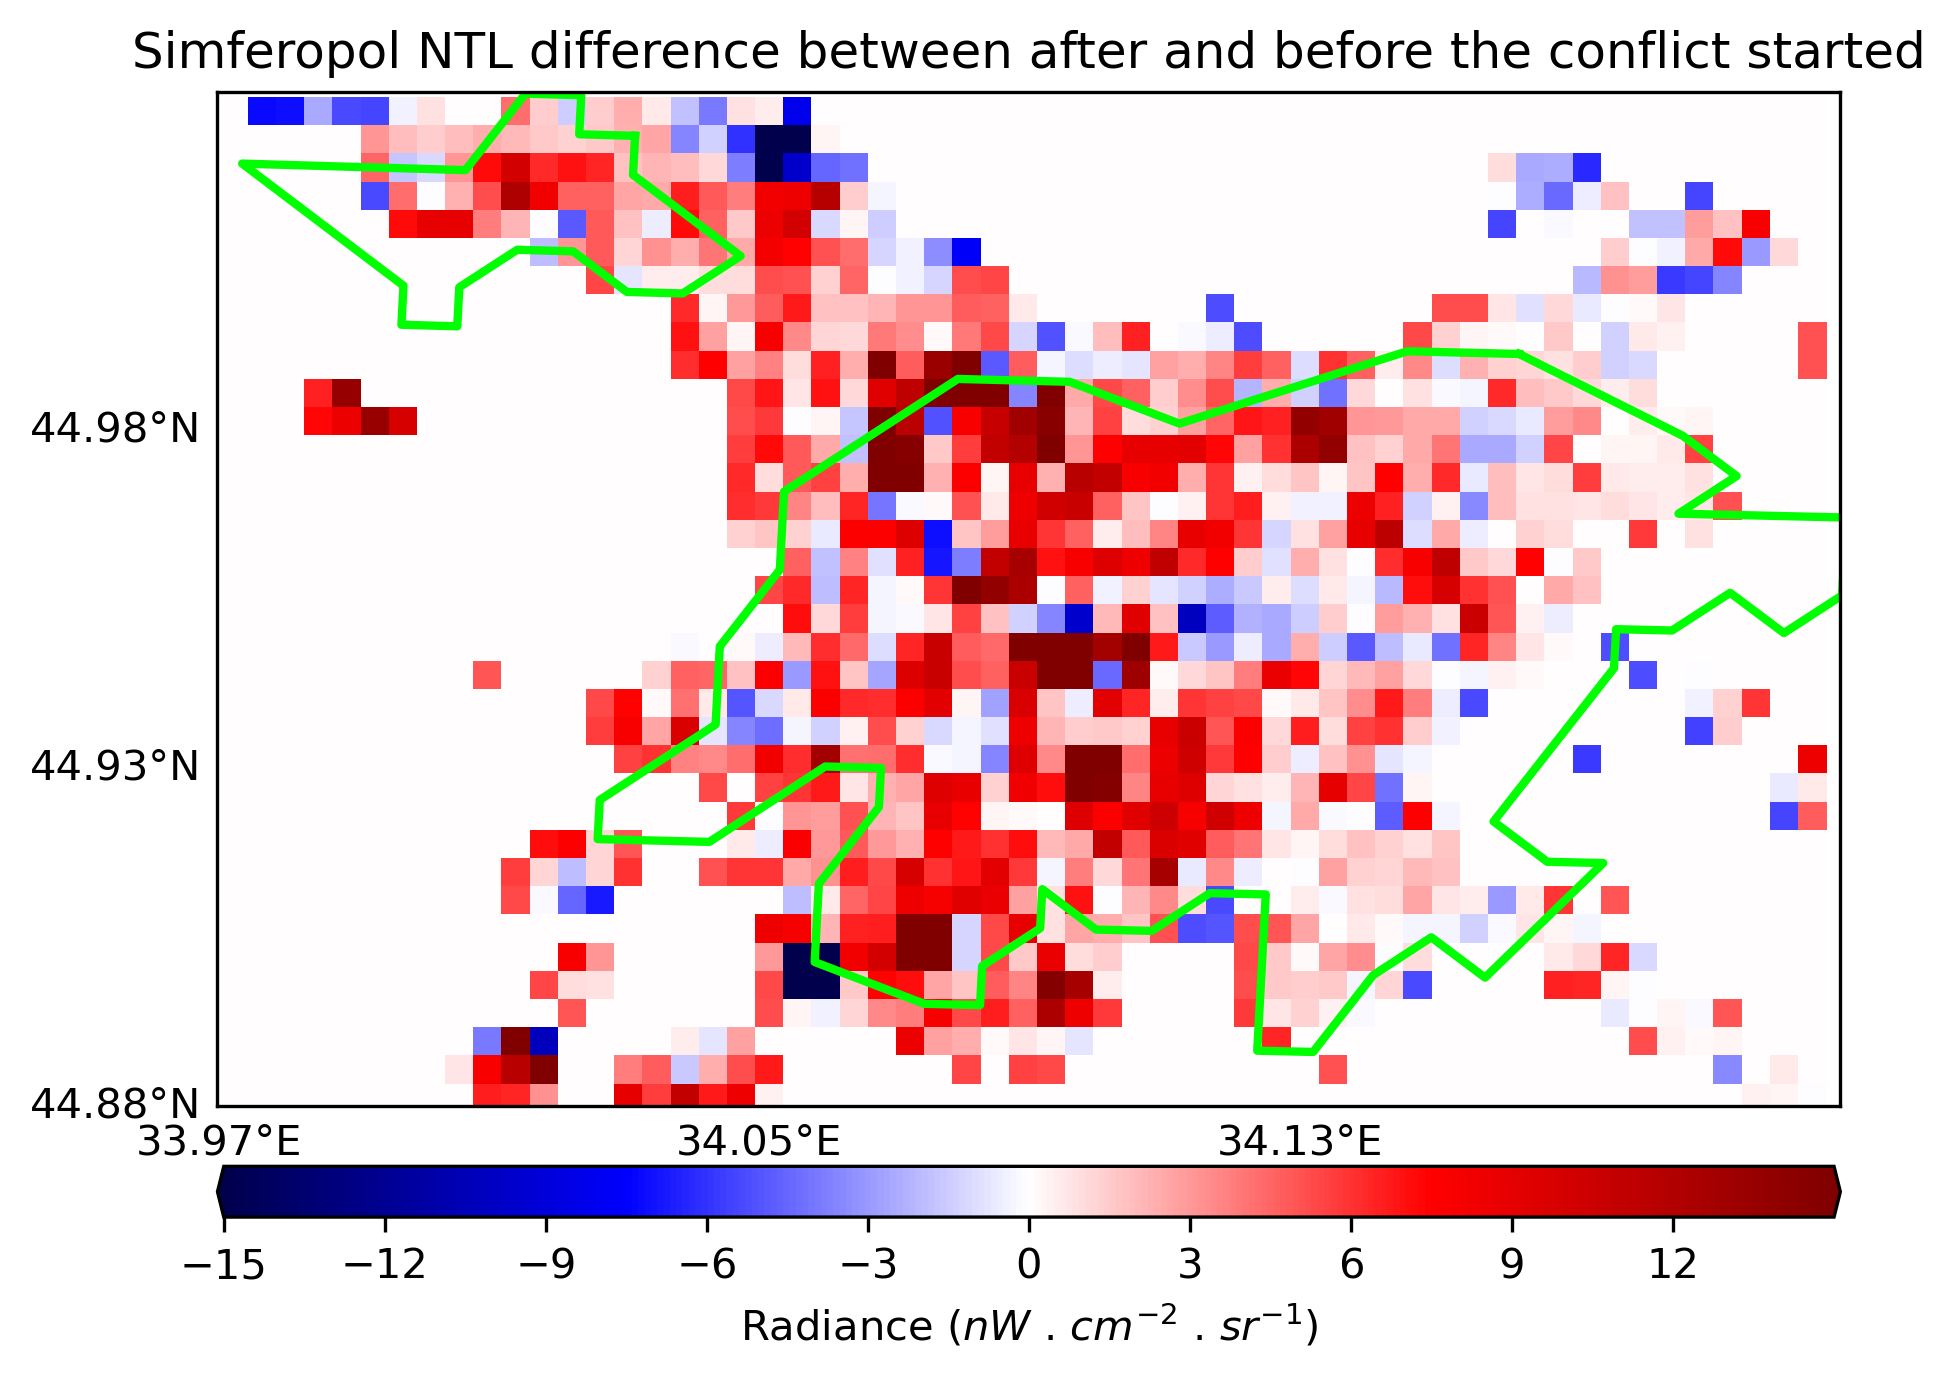 Simferopol NTL difference between after and before the conflict started
44.98°N
44.93°N
44.88°N
33.97°E 34.05°E 34.13°E
−15 −12 −9 −6 −3 0 3 6 9 12
Radiance (nW . cm⁻² . sr⁻¹)